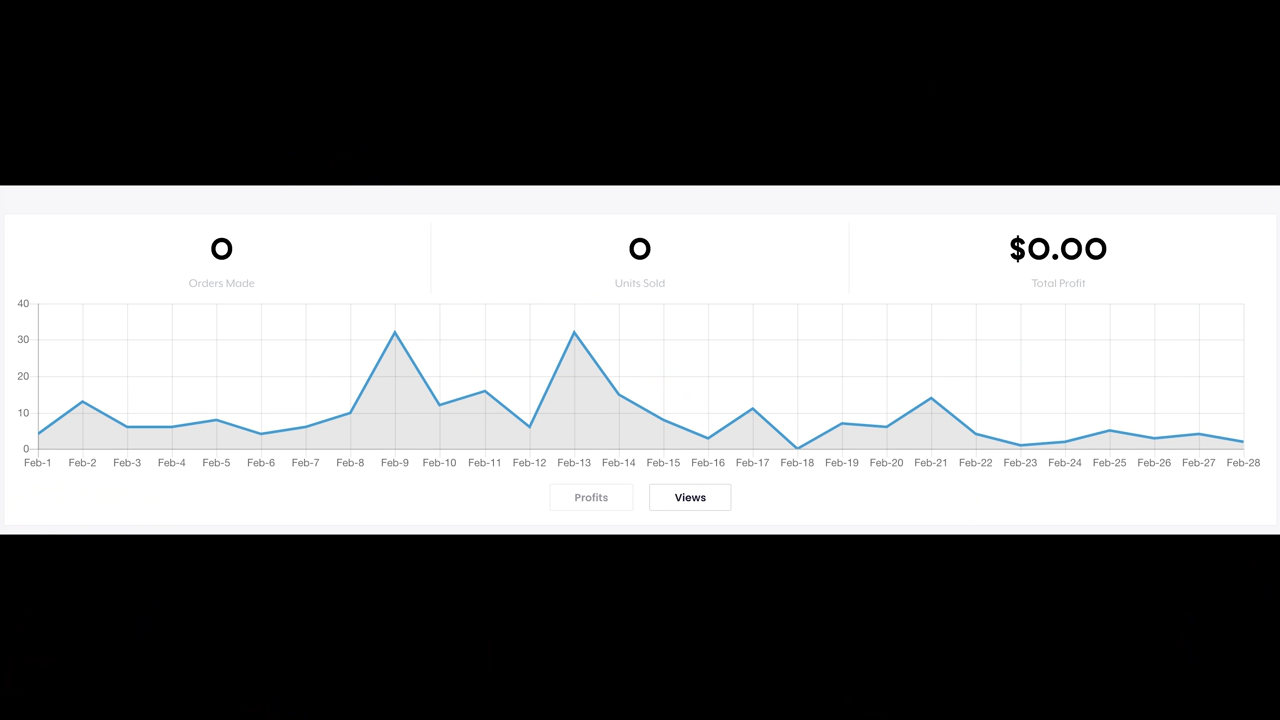 0 0 $0.00
Orders Made Units Sold Total Profit
40
30
20
10
0
Feb-1 Feb-2 Feb-3 Feb-4 Feb-5 Feb-6 Feb-7 Feb-8 Feb-9 Feb-10 Feb-11 Feb-12 Feb-13 Feb-14 Feb-15 Feb-16 Feb-17 Feb-18 Feb-19 Feb-20 Feb-21 Feb-22 Feb-23 Feb-24 Feb-25 Feb-26 Feb-27 Feb-28
Profits Views